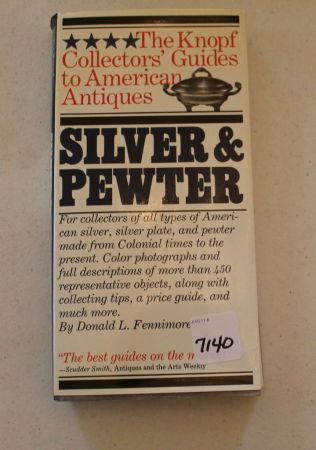 ★★★★The Knopf
Collectors' Guides
to American
Antiques
SILVER &
PEWTER
For collectors of all types of Ameri-
can silver, silver plate, and pewter
made from Colonial times to the
present. Color photographs and
full descriptions of more than 450
representative objects, along with
collecting tips, a price guide, and
much more.
By Donald L. Fennimore
7140
"The best guides on the
—Scudder Smith, Antiques and the Arts Weekly